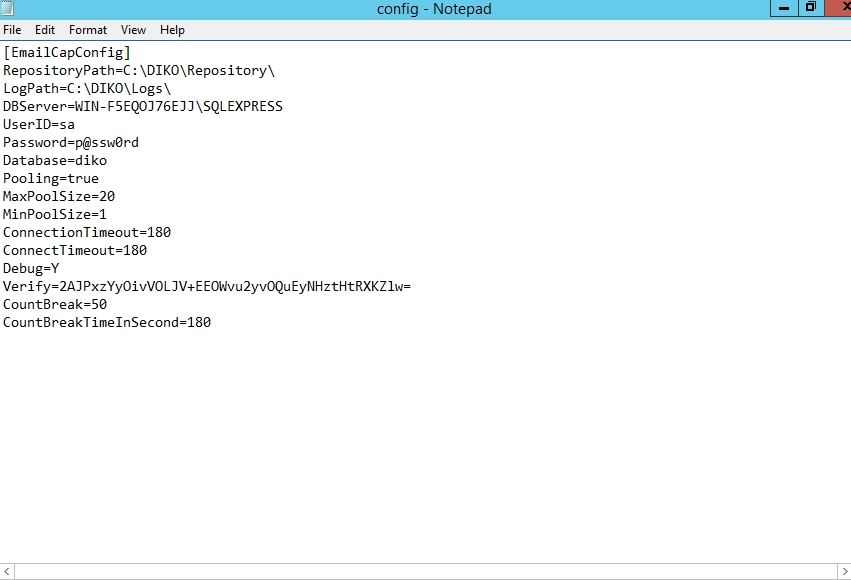 config - Notepad
File Edit Format View Help
[EmailCapConfig]
RepositoryPath=C:\DIKO\Repository\
LogPath=C:\DIKO\Logs\
DBServer=WIN-F5EQOJ76EJJ\SQLEXPRESS
UserID=sa
Password=p@ssw0rd
Database=diko
Pooling=true
MaxPoolSize=20
MinPoolSize=1
ConnectionTimeout=180
ConnectTimeout=180
Debug=Y
Verify=2AJPxzYyOivVOLJV+EEOWvu2yvOQuEyNHztHtRXKZlw=
CountBreak=50
CountBreakTimeInSecond=180